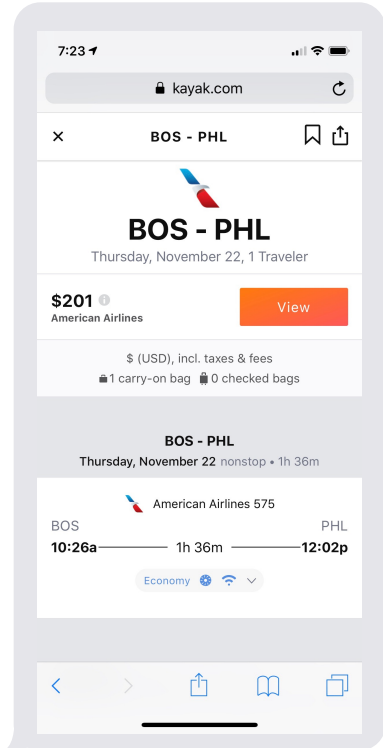 7:23
kayak.com
BOS - PHL
BOS - PHL
Thursday, November 22, 1 Traveler
$201
American Airlines
View
$ (USD), incl. taxes & fees
1 carry-on bag 0 checked bags
BOS - PHL
Thursday, November 22 nonstop • 1h 36m
American Airlines 575
BOS PHL
10:26a 1h 36m 12:02p
Economy